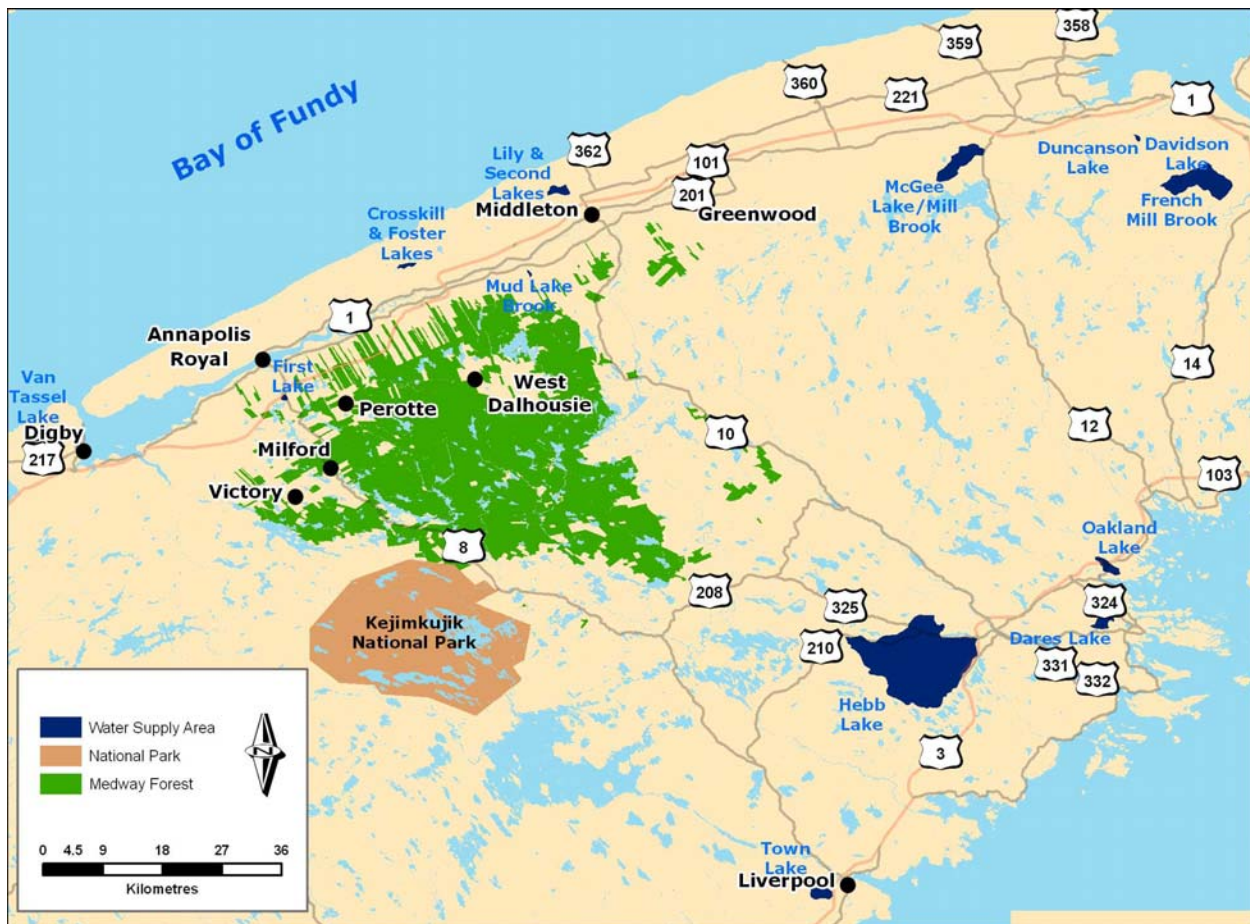 358
359
360
221
1
Bay of Fundy
362
Lily &
Second
Lakes
101
201
Duncanson
Lake
Davidson
Lake
French
Mill Brook
McGee
Lake/Mill
Brook
Middleton
Greenwood
Crosskill
& Foster
Lakes
Mud Lake
Brook
1
Annapolis
Royal
First
Lake
Van
Tassel
Lake
Digby
217
Perotte
West
Dalhousie
14
Milford
10
12
Victory
103
8
Oakland
Lake
208
325
324
Kejimkujik
National Park
210
Dares Lake
331
332
Hebb
Lake
3
Water Supply Area
National Park
Medway Forest
N
0 4.5 9 18 27 36
Kilometres
Town
Lake
Liverpool